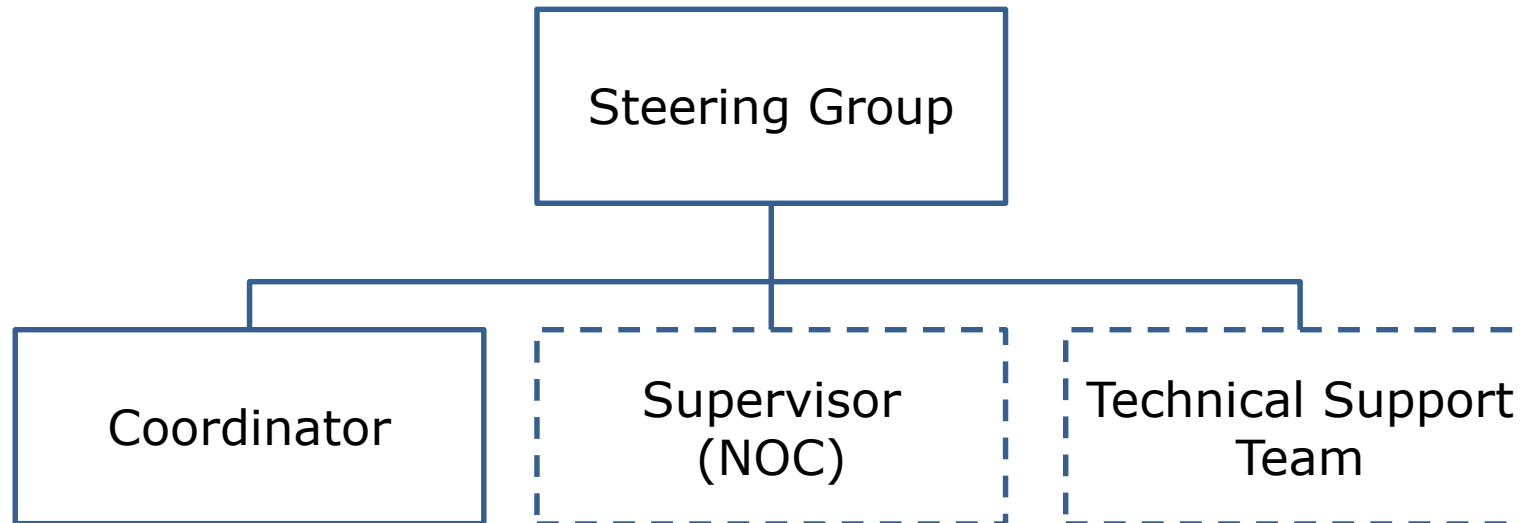 Steering Group
Coordinator
Supervisor
(NOC)
Technical Support
Team